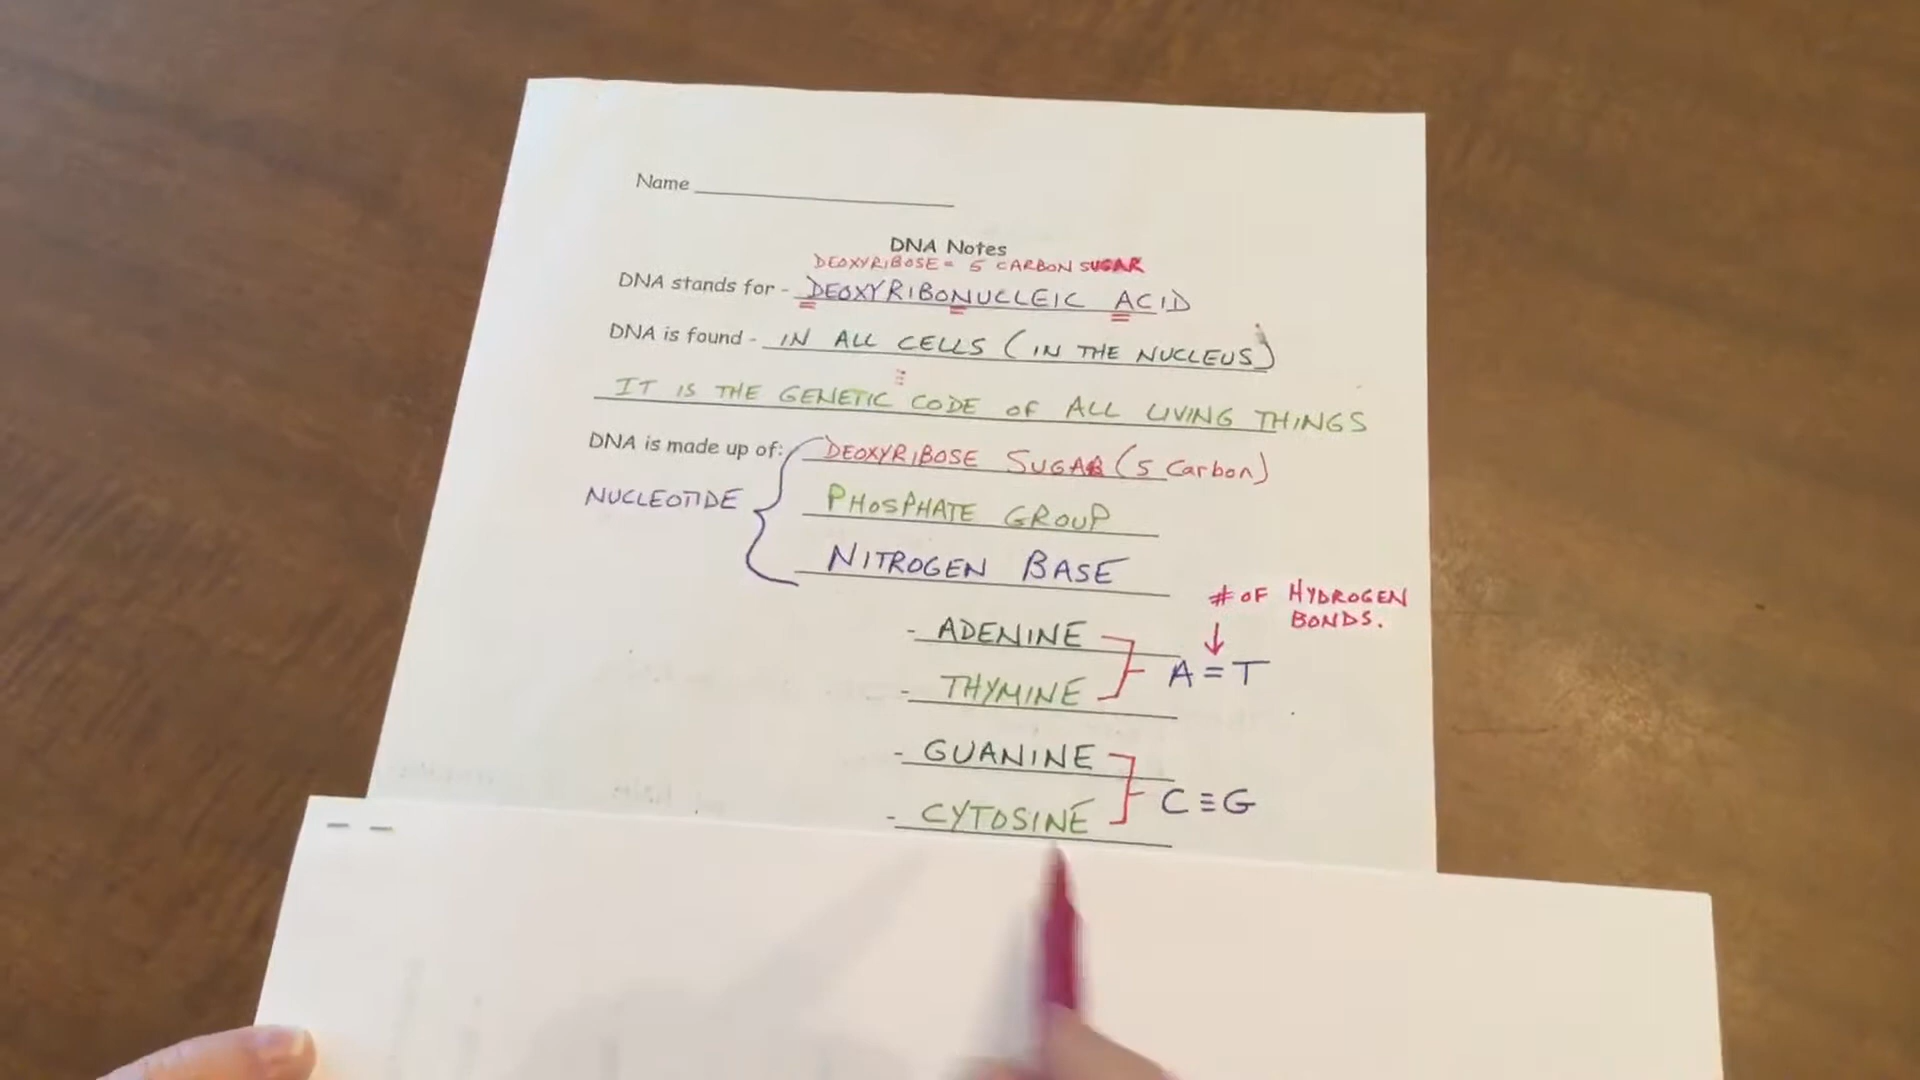 Name
DNA Notes
DEOXYRIBOSE = 5 CARBON SUGAR
DNA stands for - DEOXYRIBONUCLEIC ACID
DNA is found - IN ALL CELLS (IN THE NUCLEUS)
IT IS THE GENETIC CODE OF ALL LIVING THINGS
DNA is made up of: DEOXYRIBOSE SUGAR (5 Carbon)
NUCLEOTIDE
PHOSPHATE GROUP
NITROGEN BASE
# OF HYDROGEN
BONDS.
- ADENINE
A = T
- THYMINE
- GUANINE
C ≡ G
- CYTOSINE